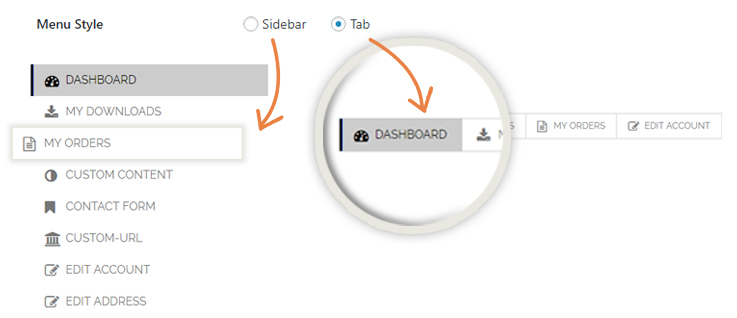 Menu Style Sidebar Tab
DASHBOARD
MY DOWNLOADS
MY ORDERS
CUSTOM CONTENT
CONTACT FORM
CUSTOM-URL
EDIT ACCOUNT
EDIT ADDRESS
DASHBOARD MY ORDERS EDIT ACCOUNT